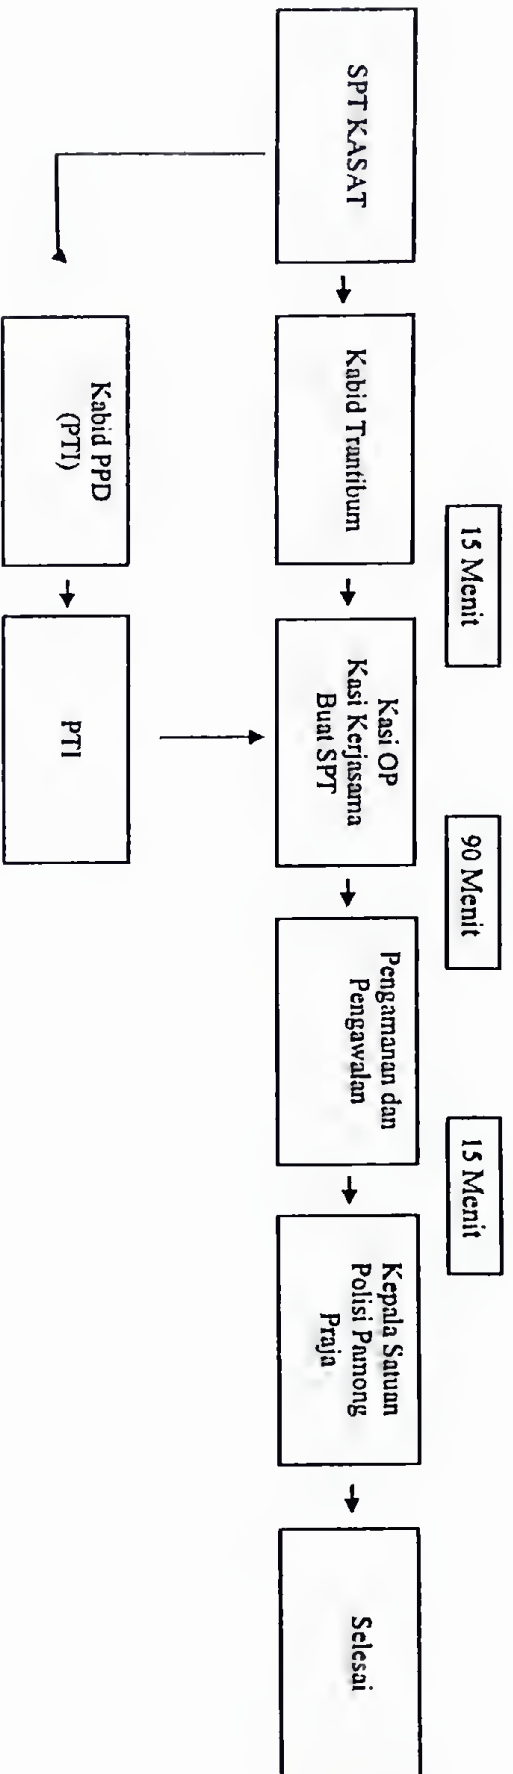 15 Menit
90 Menit
15 Menit
SPT KASAT
Kabid Trantibum
Kasi OP
Kasi Kerjasama
Buat SPT
Pengamanan dan
Pengawalan
Kepala Satuan
Polisi Pamong
Praja
Selesai
Kabid PPD
(PTI)
PTI